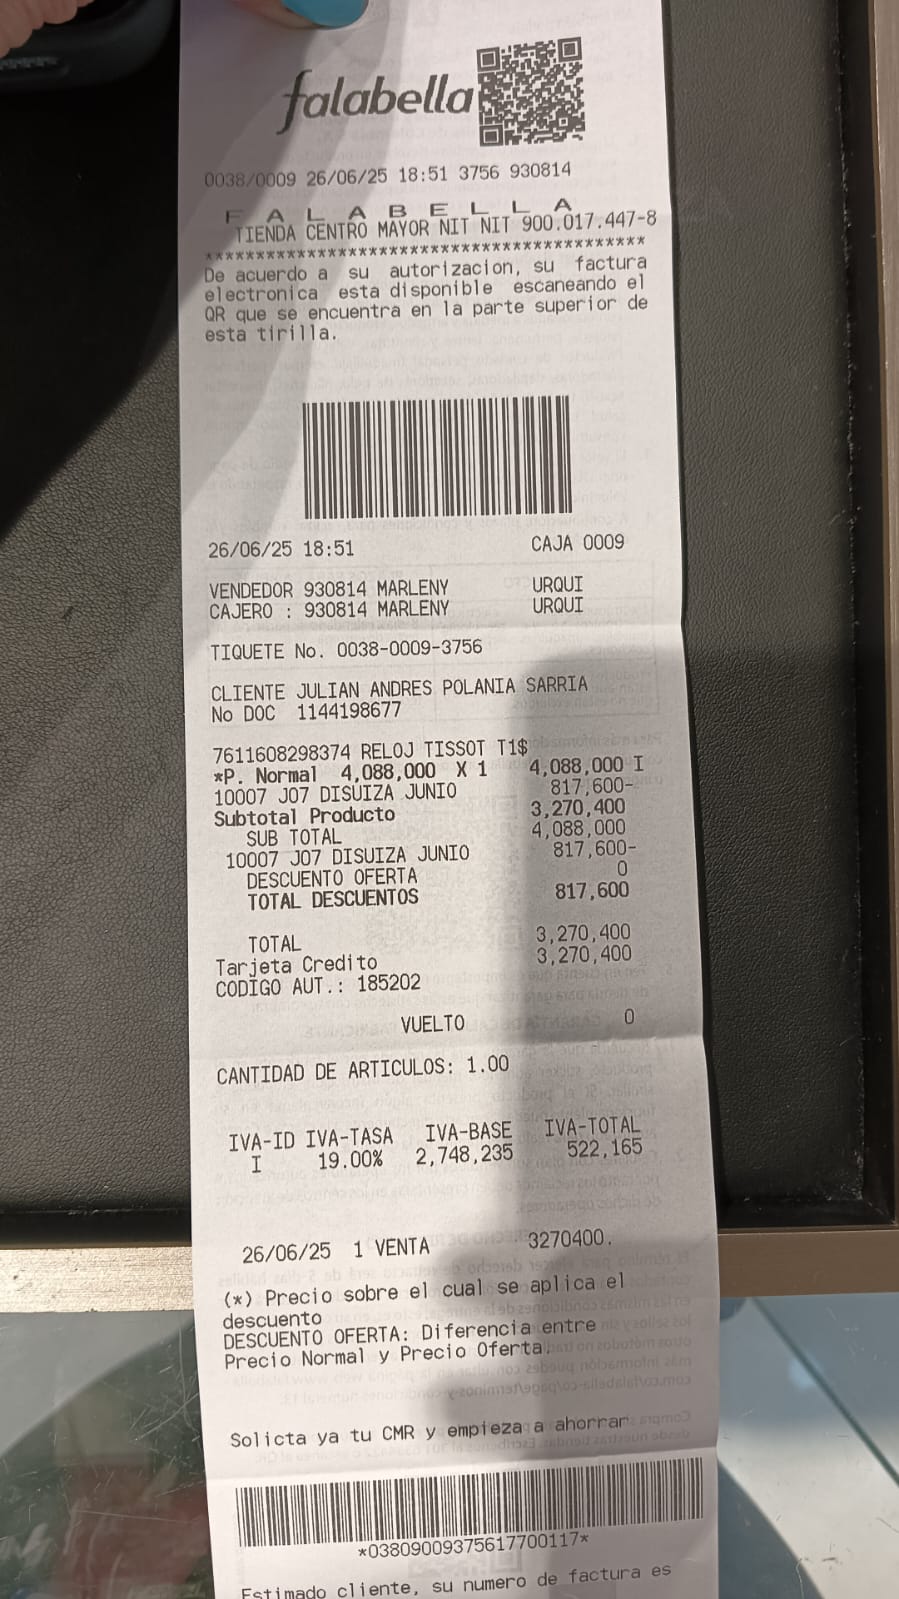 falabella
0038/0009 26/06/25 18:51 3756 930814
F A L A B E L L A
TIENDA CENTRO MAYOR NIT NIT 900.017.447-8
******************************************
De acuerdo a su autorizacion, su factura
electronica esta disponible escaneando el
QR que se encuentra en la parte superior de
esta tirilla.
26/06/25 18:51 CAJA 0009
VENDEDOR 930814 MARLENY URQUI
CAJERO : 930814 MARLENY URQUI
TIQUETE No. 0038-0009-3756
CLIENTE JULIAN ANDRES POLANIA SARRIA
No DOC 1144198677
7611608298374 RELOJ TISSOT T1$
*P. Normal 4,088,000 X 1 4,088,000 I
10007 J07 DISUIZA JUNIO 817,600-
Subtotal Producto 3,270,400
SUB TOTAL 4,088,000
10007 J07 DISUIZA JUNIO 817,600-
DESCUENTO OFERTA 0
TOTAL DESCUENTOS 817,600
TOTAL 3,270,400
Tarjeta Credito 3,270,400
CODIGO AUT.: 185202
VUELTO 0
CANTIDAD DE ARTICULOS: 1.00
IVA-ID IVA-TASA IVA-BASE IVA-TOTAL
I 19.00% 2,748,235 522,165
26/06/25 1 VENTA 3270400.
(*) Precio sobre el cual se aplica el
descuento
DESCUENTO OFERTA: Diferencia entre
Precio Normal y Precio Oferta.
Solicta ya tu CMR y empieza a ahorrar
*03809009375617700117*
Estimado cliente, su numero de factura es